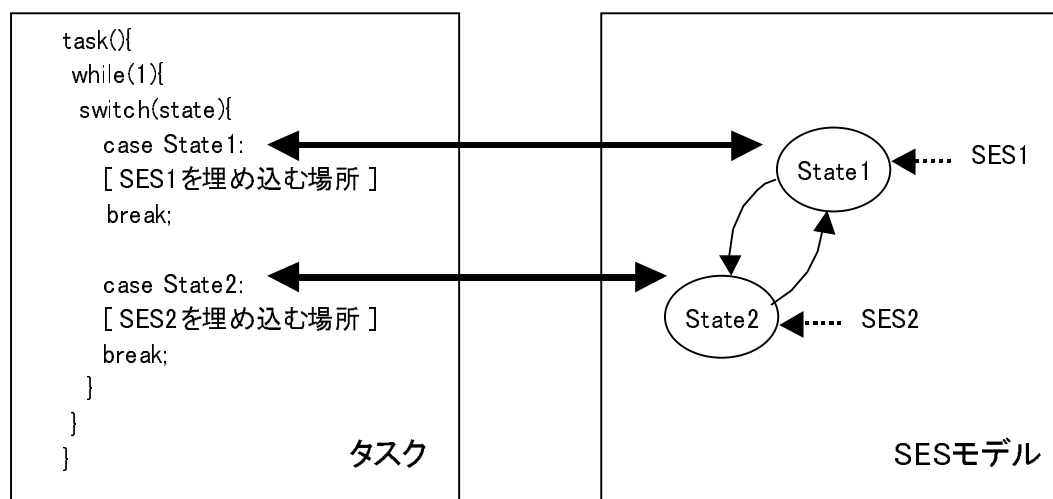 task(){
while(1){
switch(state){
case State1:
[ SES1を埋め込む場所 ]
break;
case State2:
[ SES2を埋め込む場所 ]
break;
}
}
}
タスク
State1
SES1
State2
SES2
SESモデル